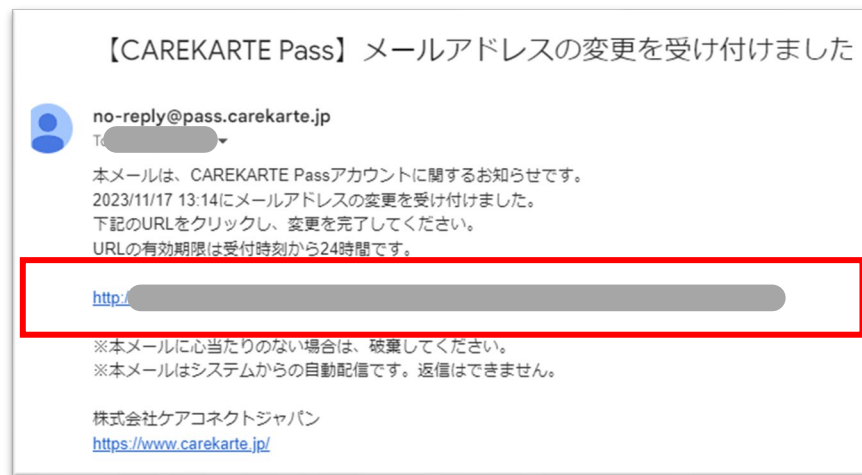 【CAREKARTE Pass】メールアドレスの変更を受け付けました
no-reply@pass.carekarte.jp
To
本メールは、CAREKARTE Passアカウントに関するお知らせです。
2023/11/17 13:14にメールアドレスの変更を受け付けました。
下記のURLをクリックし、変更を完了してください。
URLの有効期限は受付時刻から24時間です。
http:/
※本メールに心当たりのない場合は、破棄してください。
※本メールはシステムからの自動配信です。返信はできません。
株式会社ケアコネクトジャパン
https://www.carekarte.jp/